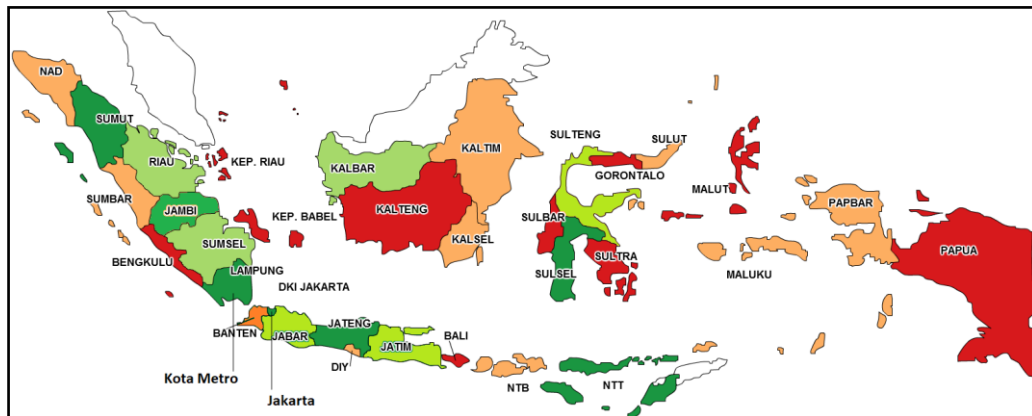 NAD
SUMUT
RIAU
KEP. RIAU
SUMBAR
JAMBI
KEP. BABEL
SUMSEL
BENGKULU
LAMPUNG
DKI JAKARTA
BANTEN
JABAR
JATENG
DIY
JATIM
BALI
Kota Metro
Jakarta
KALBAR
KALTIM
KALTENG
KALSEL
SULTENG
SULUT
GORONTALO
SULBAR
SULSEL
SULTRA
MALUT
MALUKU
PAPBAR
PAPUA
NTB
NTT